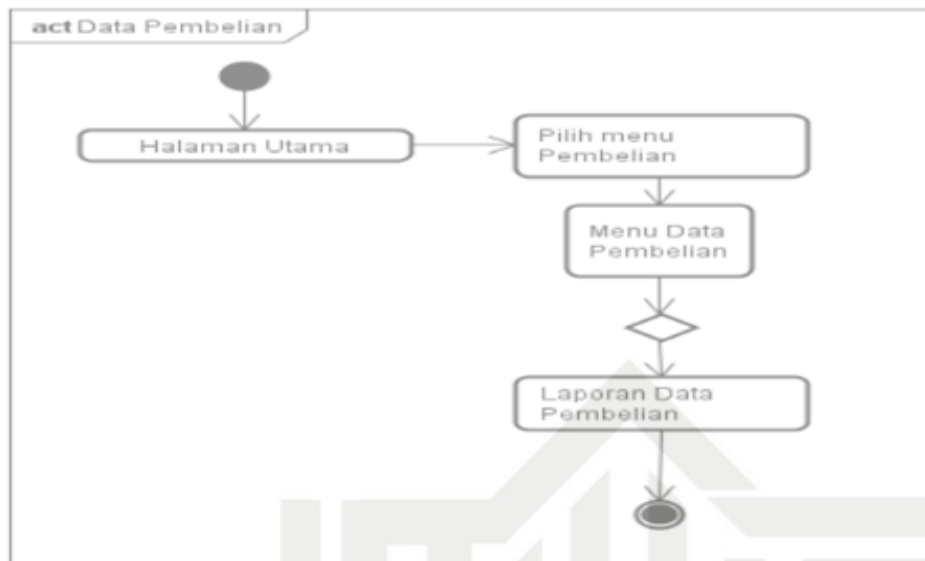 act Data Pembelian
Halaman Utama
Pilih menu
Pembelian
Menu Data
Pembelian
Laporan Data
Pembelian